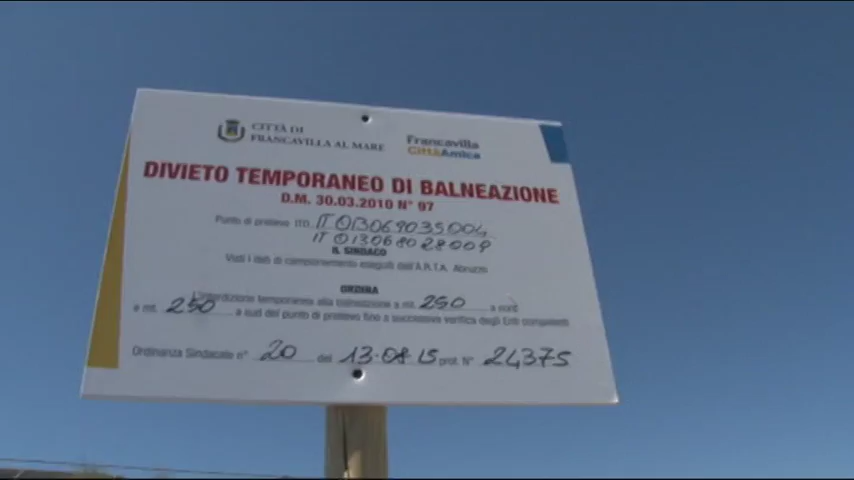 CITTÀ DI
FRANCAVILLA AL MARE
Francavilla
CittàAmica
DIVIETO TEMPORANEO DI BALNEAZIONE
D.M. 30.03.2010 N° 97
Punto di prelievo ITO. IT013069035004
IT013068028009
IL SINDACO
Visti i dati di campionamento eseguiti dall'A.R.T.A. Abruzzo
ORDINA
L'interdizione temporanea alla balneazione a mt. 250 a nord
e mt. 250 a sud del punto di prelievo fino a successiva verifica degli Enti competenti
Ordinanza Sindacale n° 20 del 13-08-15 prot. N° 24375